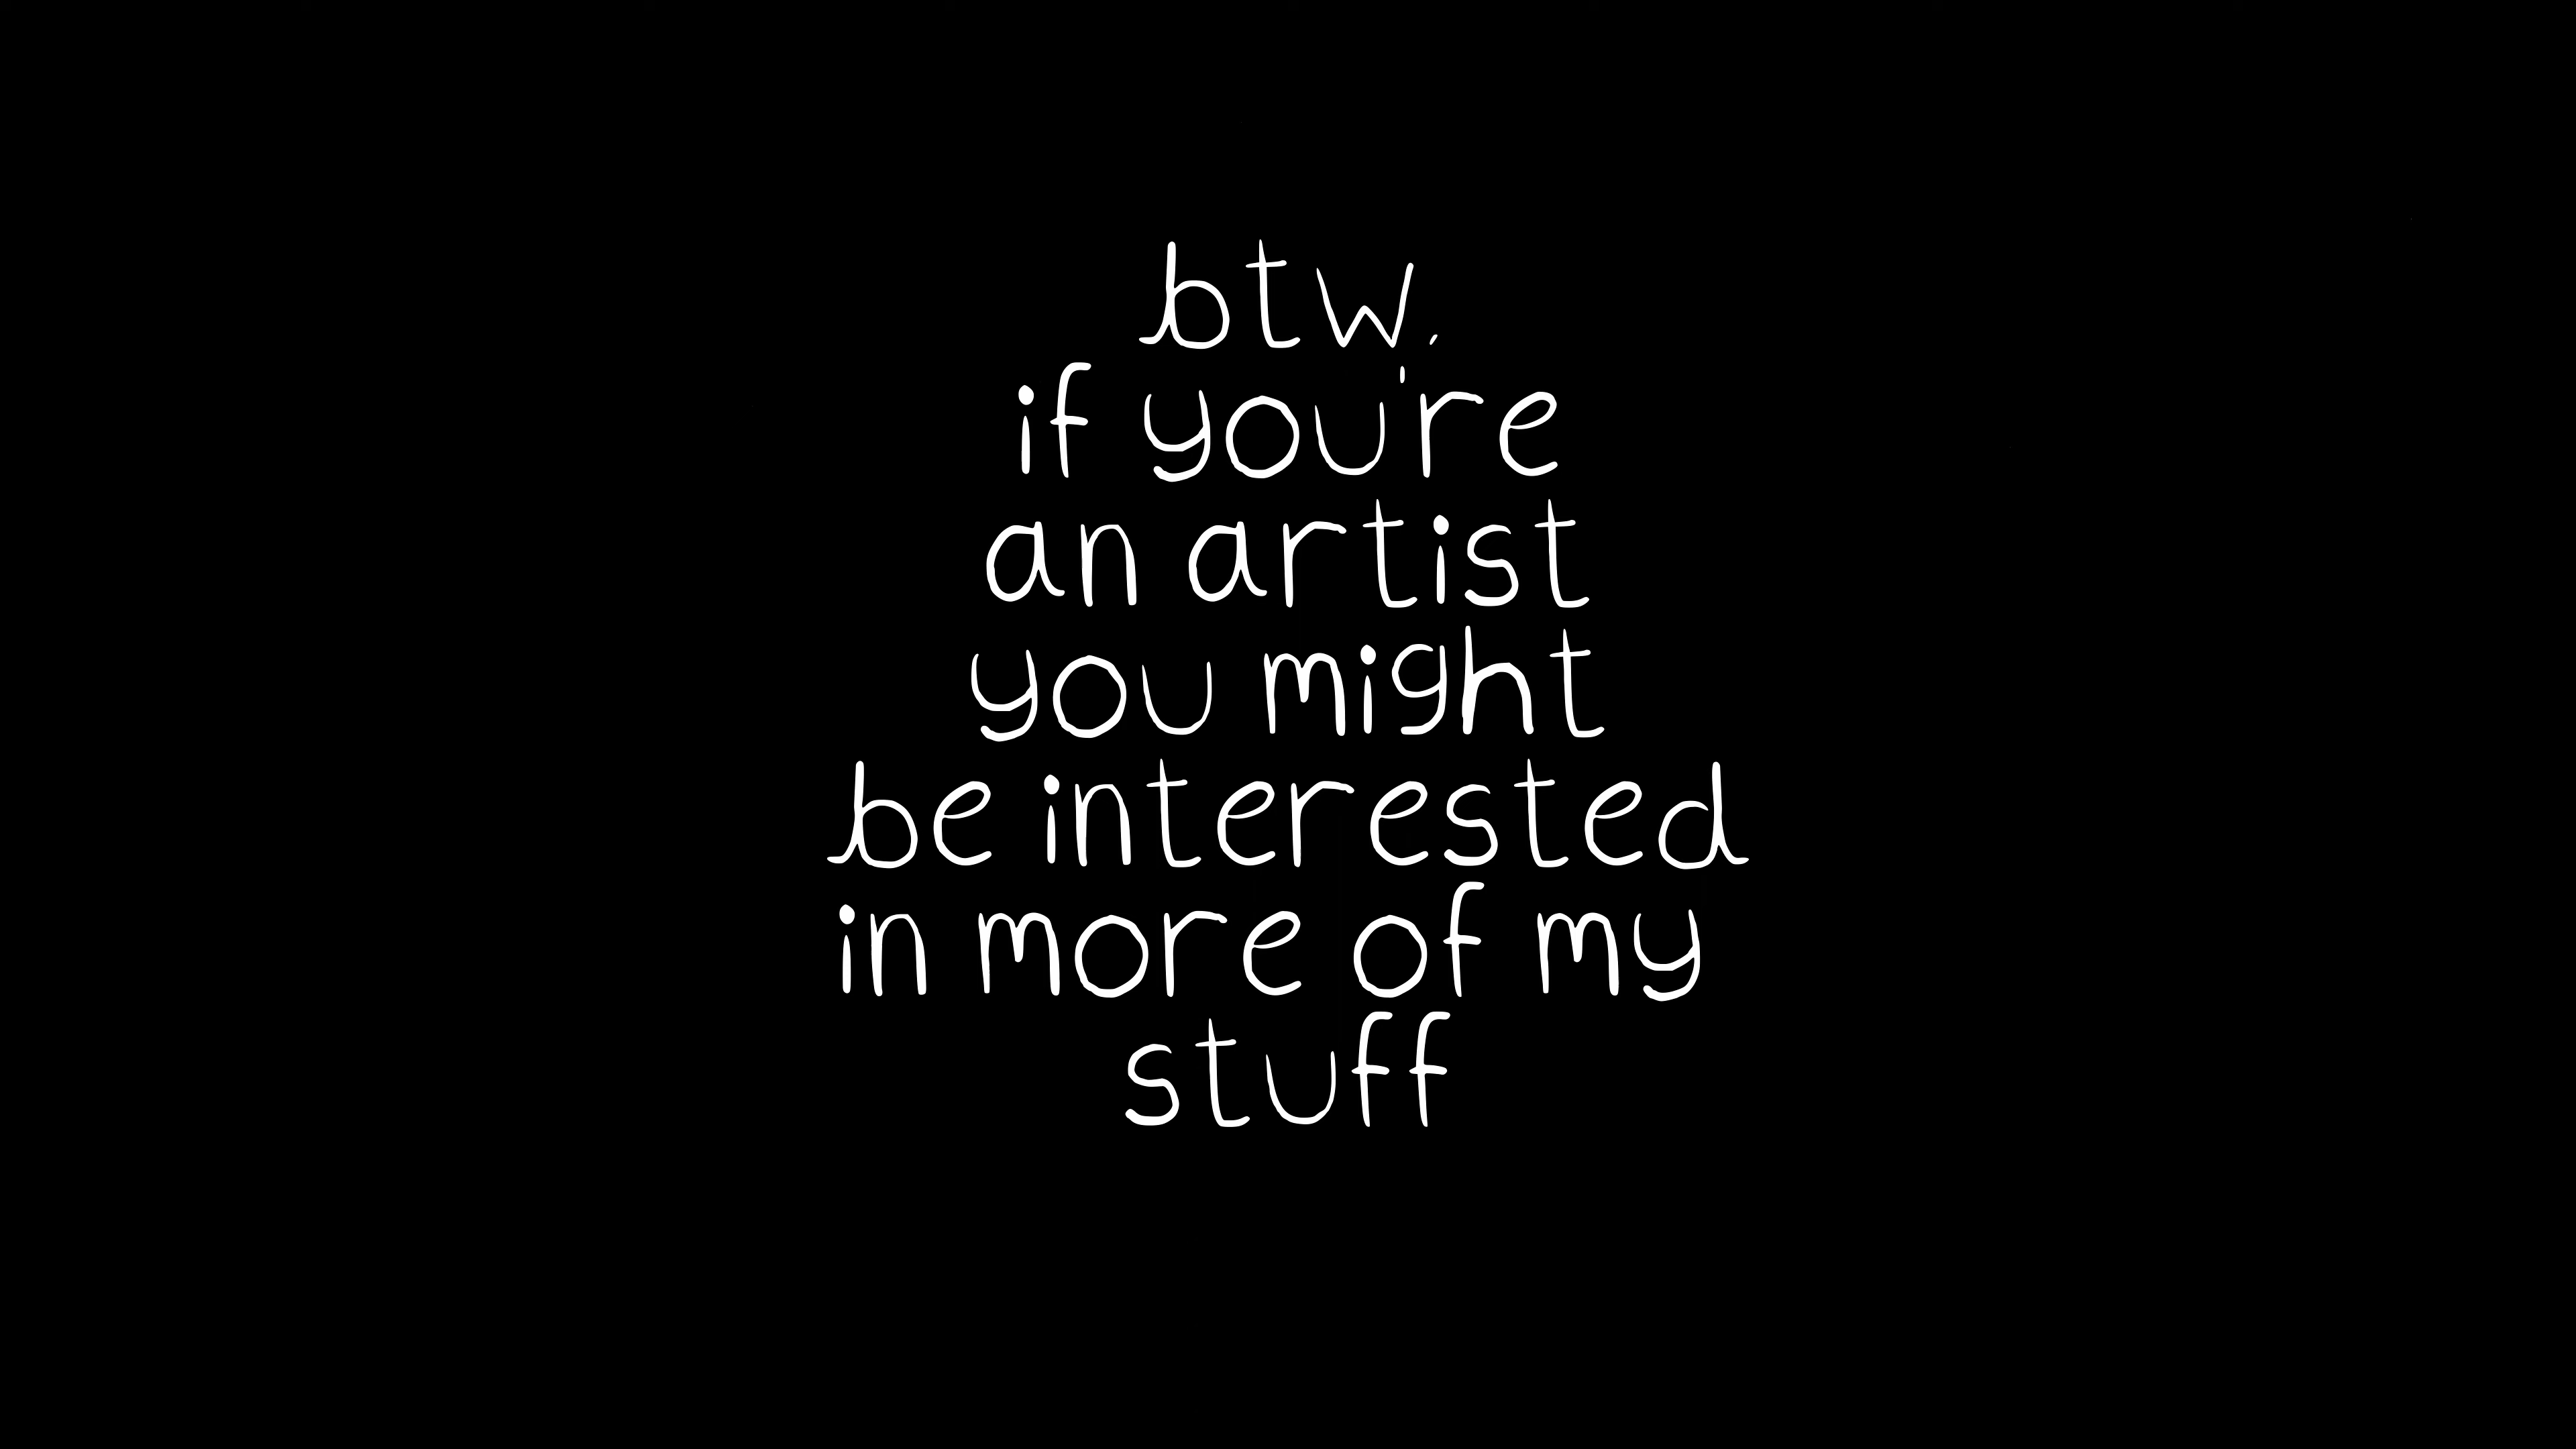 btw,
if you're
an artist
you might
be interested
in more of my
stuff